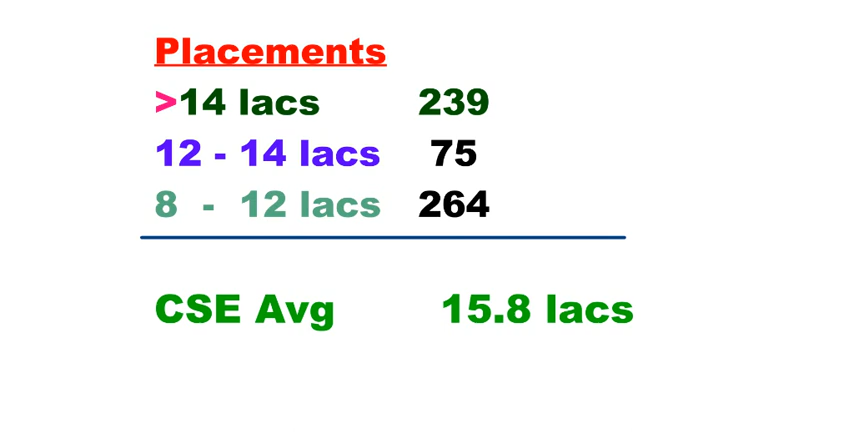 Placements
>14 lacs 239
12 - 14 lacs 75
8 - 12 lacs 264
CSE Avg 15.8 lacs